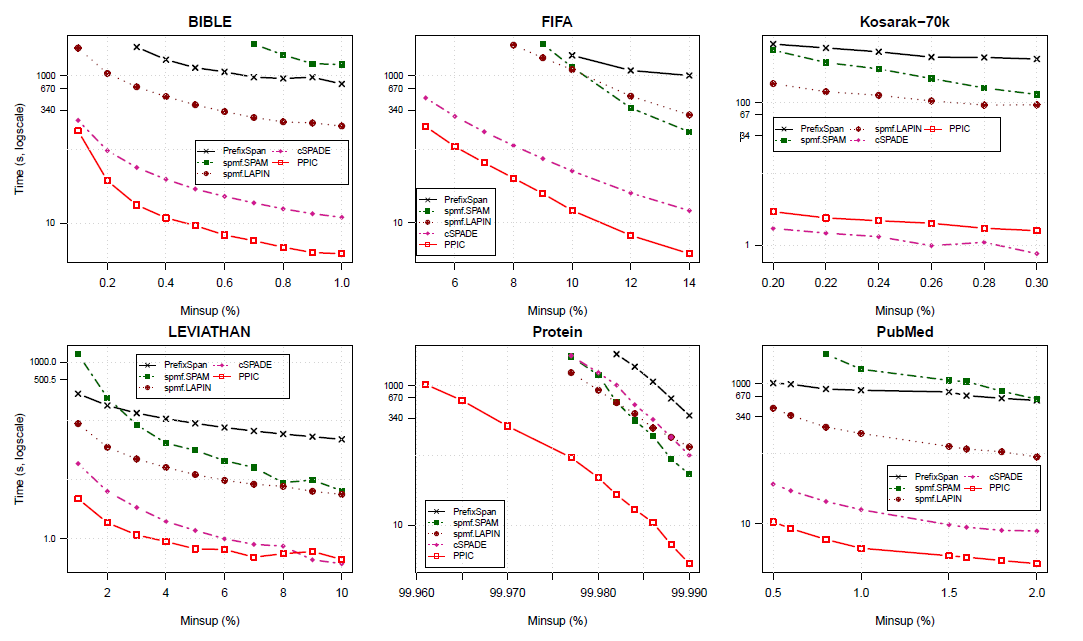 BIBLE
FIFA
Kosarak−70k
Time (s, logscale)
1000
670
340
10
PrefixSpan
spmf.SPAM
spmf.LAPIN
cSPADE
PPIC
0.2 0.4 0.6 0.8 1.0
Minsup (%)
1000
670
340
10
PrefixSpan
spmf.SPAM
spmf.LAPIN
cSPADE
PPIC
6 8 10 12 14
Minsup (%)
100
67
34
1
PrefixSpan
spmf.SPAM
spmf.LAPIN
cSPADE
PPIC
0.20 0.22 0.24 0.26 0.28 0.30
Minsup (%)
LEVIATHAN
Protein
PubMed
Time (s, logscale)
1000.0
500.5
1.0
PrefixSpan
spmf.SPAM
spmf.LAPIN
cSPADE
PPIC
2 4 6 8 10
Minsup (%)
1000
670
340
10
PrefixSpan
spmf.SPAM
spmf.LAPIN
cSPADE
PPIC
99.960 99.970 99.980 99.990
Minsup (%)
1000
670
340
10
PrefixSpan
spmf.SPAM
spmf.LAPIN
cSPADE
PPIC
0.5 1.0 1.5 2.0
Minsup (%)